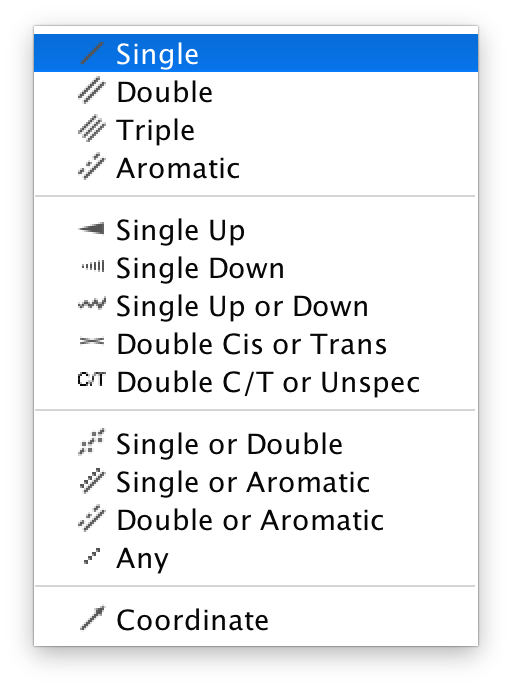 Single
Double
Triple
Aromatic
Single Up
Single Down
Single Up or Down
Double Cis or Trans
C/T Double C/T or Unspec
Single or Double
Single or Aromatic
Double or Aromatic
Any
Coordinate